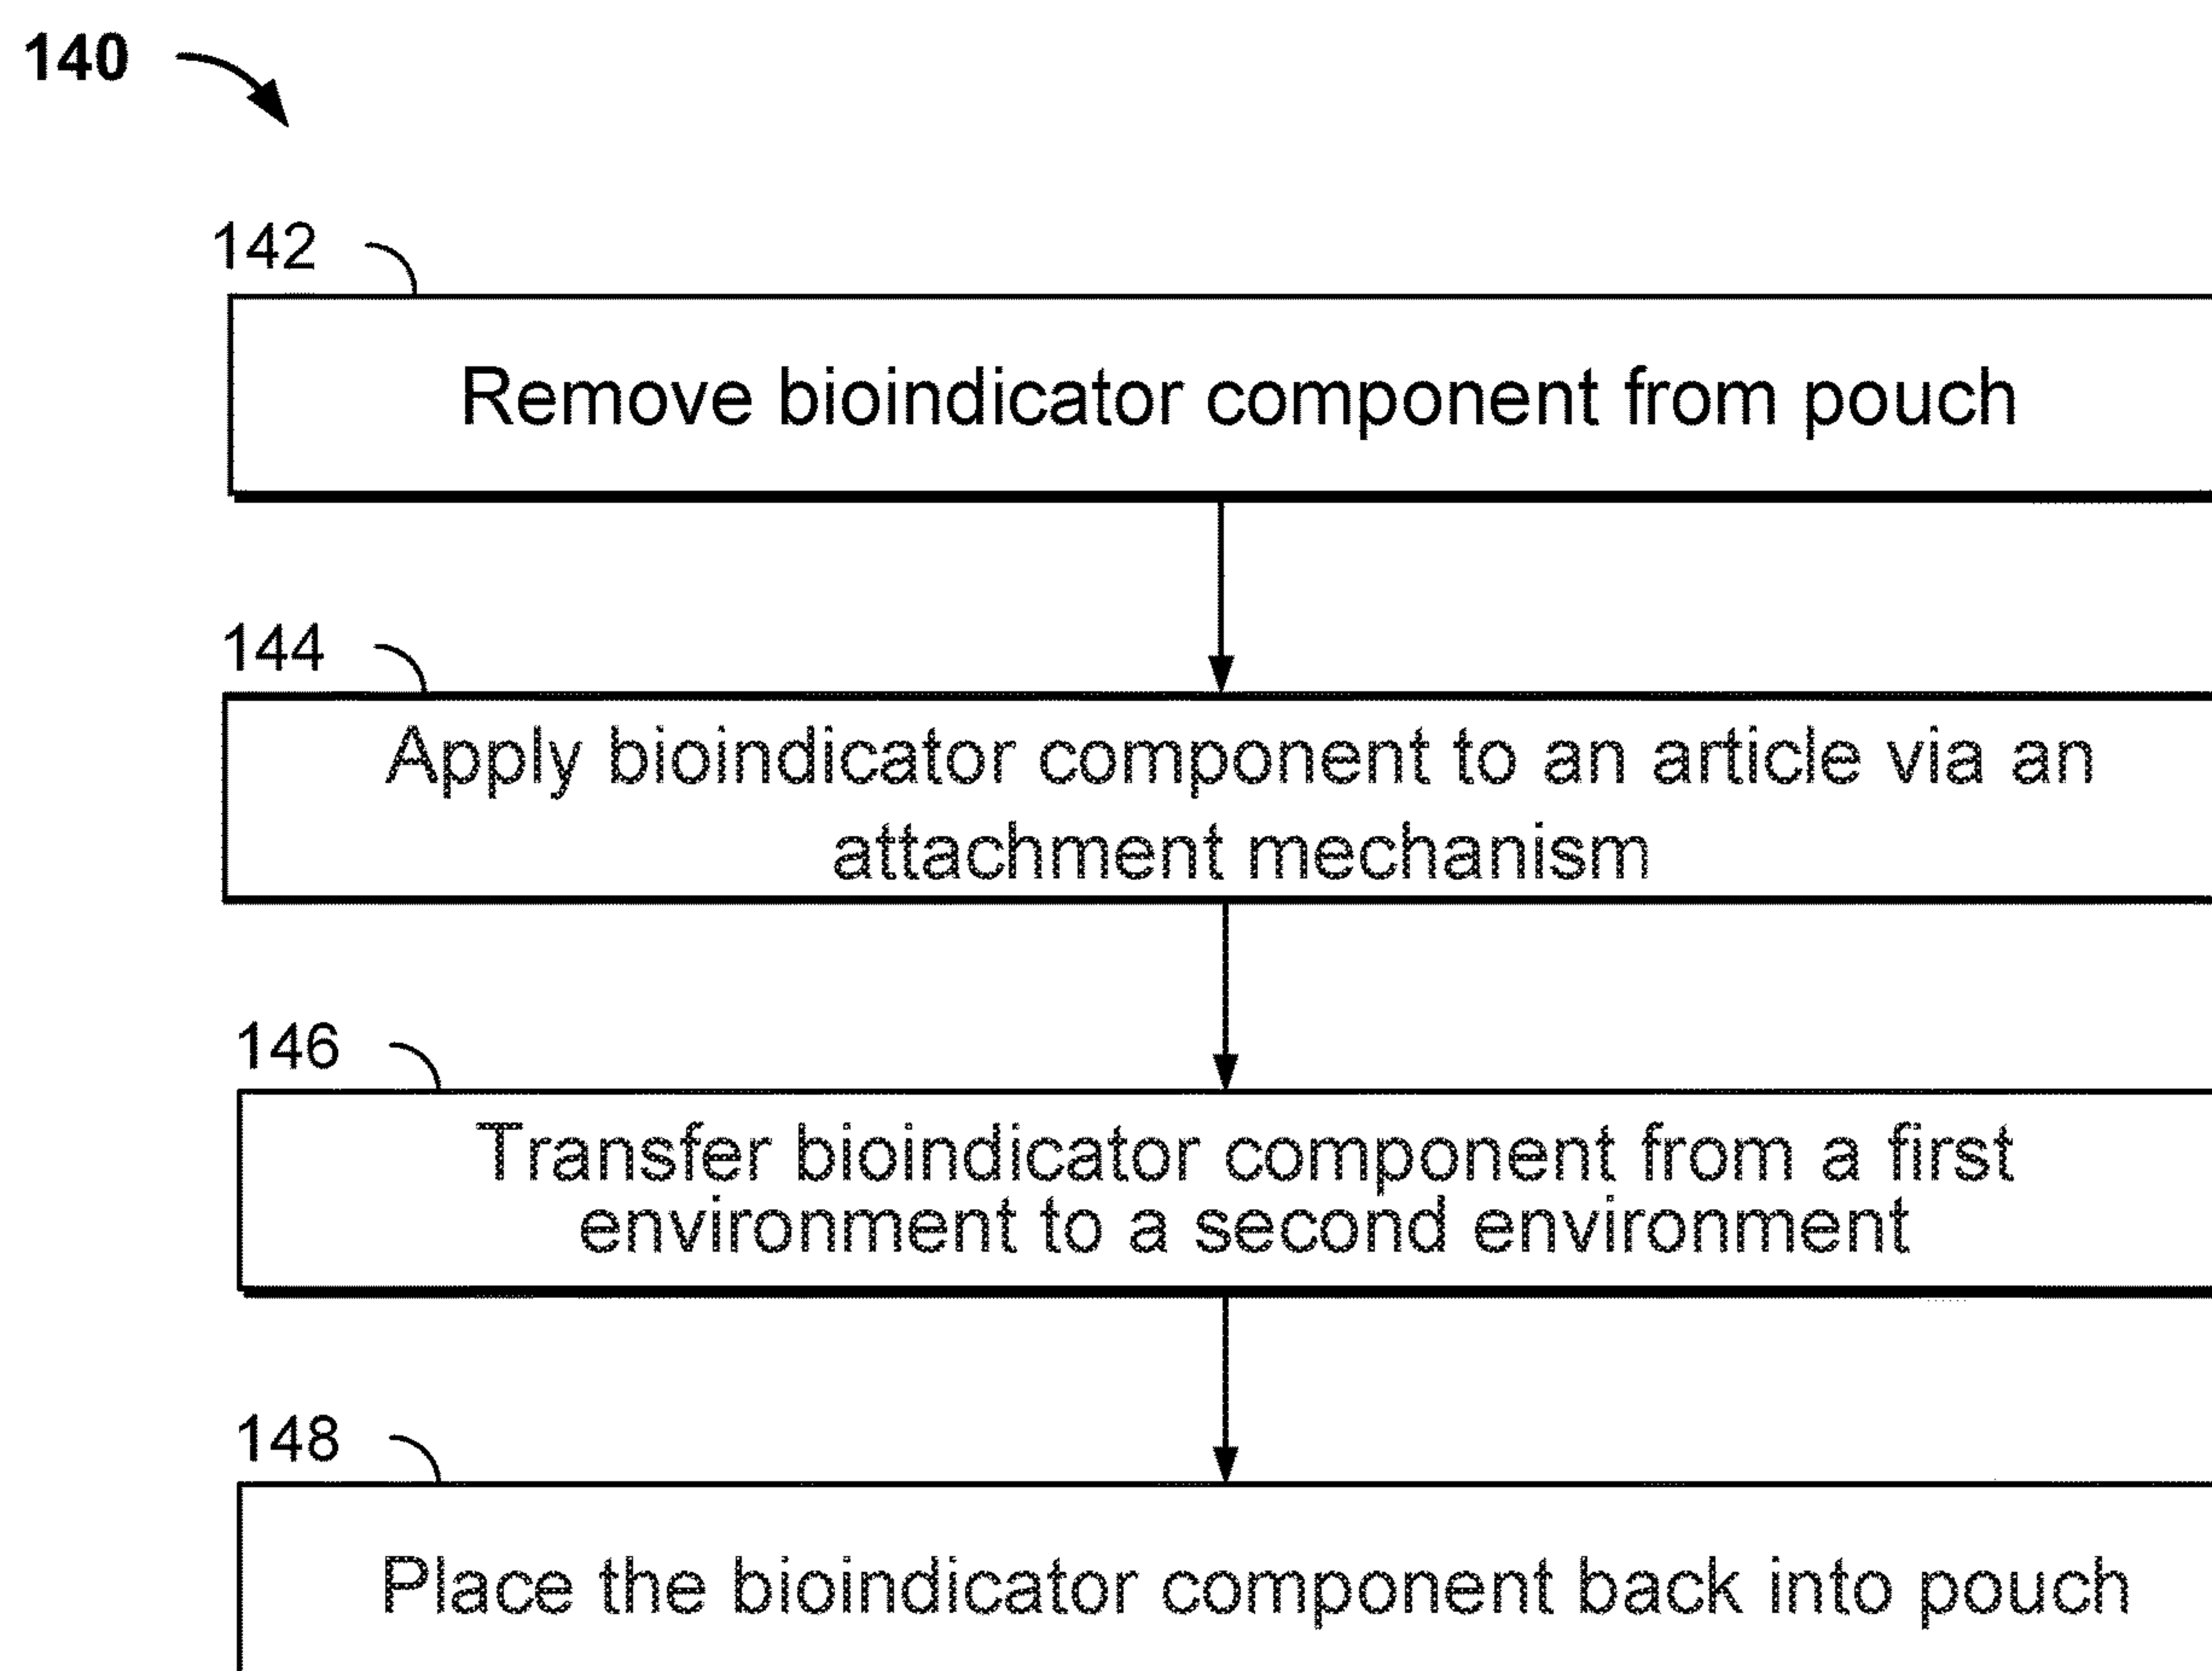 140
142
Remove bioindicator component from pouch
144
Apply bioindicator component to an article via an
attachment mechanism
146
Transfer bioindicator component from a first
environment to a second environment
148
Place the bioindicator component back into pouch